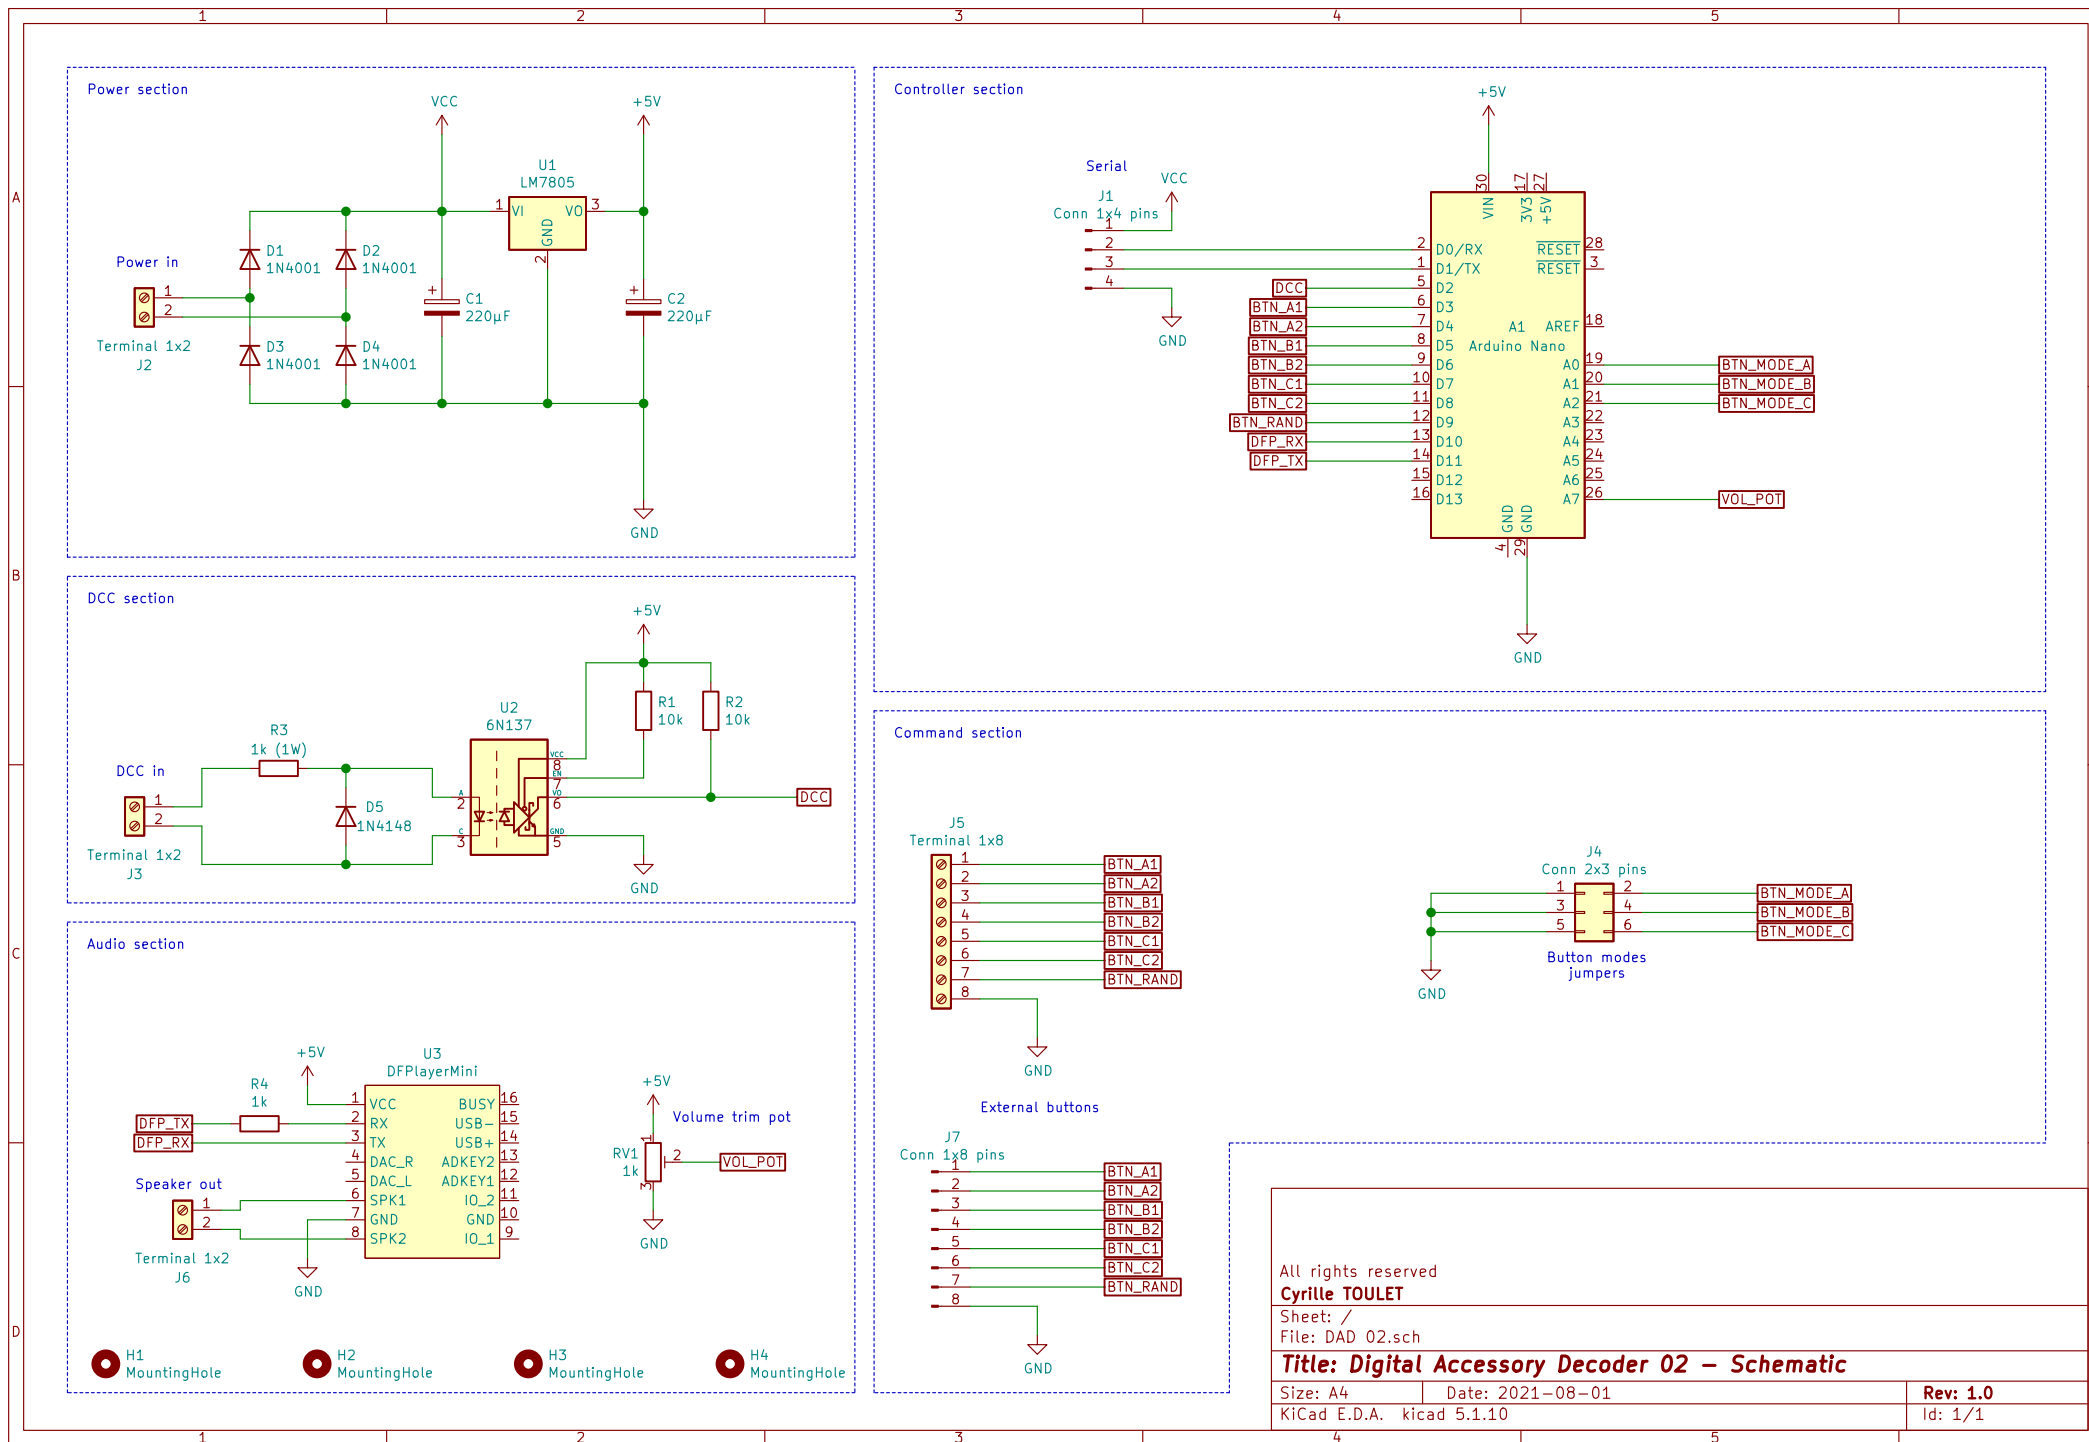 1 2 3 4 5
A
B
C
D
Power section
VCC
+5V
U1
LM7805
1 VI VO 3
GND
2
D1
1N4001
D2
1N4001
Power in
1
2
Terminal 1x2
J2
D3
1N4001
D4
1N4001
+
C1
220µF
+
C2
220µF
GND
DCC section
+5V
R1
10k
R2
10k
U2
6N137
R3
1k (1W)
DCC in
1
2
Terminal 1x2
J3
D5
1N4148
A
2
C
3
VCC
8
EN
7
VO
6
GND
5
DCC
GND
Audio section
+5V
U3
DFPlayerMini
R4
1k
DFP_TX
DFP_RX
1 VCC BUSY 16
2 RX USB- 15
3 TX USB+ 14
4 DAC_R ADKEY2 13
5 DAC_L ADKEY1 12
6 SPK1 IO_2 11
7 GND GND 10
8 SPK2 IO_1 9
Speaker out
1
2
Terminal 1x2
J6
GND
+5V
Volume trim pot
RV1
1k
1
2
3
VOL_POT
GND
H1
MountingHole
H2
MountingHole
H3
MountingHole
H4
MountingHole
Controller section
+5V
Serial
J1
Conn 1x4 pins
VCC
1
2
3
4
GND
30 17 27
VIN 3V3 +5V
2 D0/RX RESET 28
1 D1/TX RESET 3
DCC 5 D2
BTN_A1 6 D3
BTN_A2 7 D4 A1 AREF 18
BTN_B1 8 D5 Arduino Nano
BTN_B2 9 D6 A0 19 BTN_MODE_A
BTN_C1 10 D7 A1 20 BTN_MODE_B
BTN_C2 11 D8 A2 21 BTN_MODE_C
BTN_RAND 12 D9 A3 22
DFP_RX 13 D10 A4 23
DFP_TX 14 D11 A5 24
15 D12 A6 25
16 D13 A7 26 VOL_POT
GND GND
4 29
GND
Command section
J5
Terminal 1x8
1 BTN_A1
2 BTN_A2
3 BTN_B1
4 BTN_B2
5 BTN_C1
6 BTN_C2
7 BTN_RAND
8
GND
J4
Conn 2x3 pins
1 2 BTN_MODE_A
3 4 BTN_MODE_B
5 6 BTN_MODE_C
Button modes
jumpers
GND
External buttons
J7
Conn 1x8 pins
1 BTN_A1
2 BTN_A2
3 BTN_B1
4 BTN_B2
5 BTN_C1
6 BTN_C2
7 BTN_RAND
8
GND
All rights reserved
Cyrille TOULET
Sheet: /
File: DAD 02.sch
Title: Digital Accessory Decoder 02 – Schematic
Size: A4 Date: 2021-08-01 Rev: 1.0
KiCad E.D.A. kicad 5.1.10 Id: 1/1
1 2 3 4 5